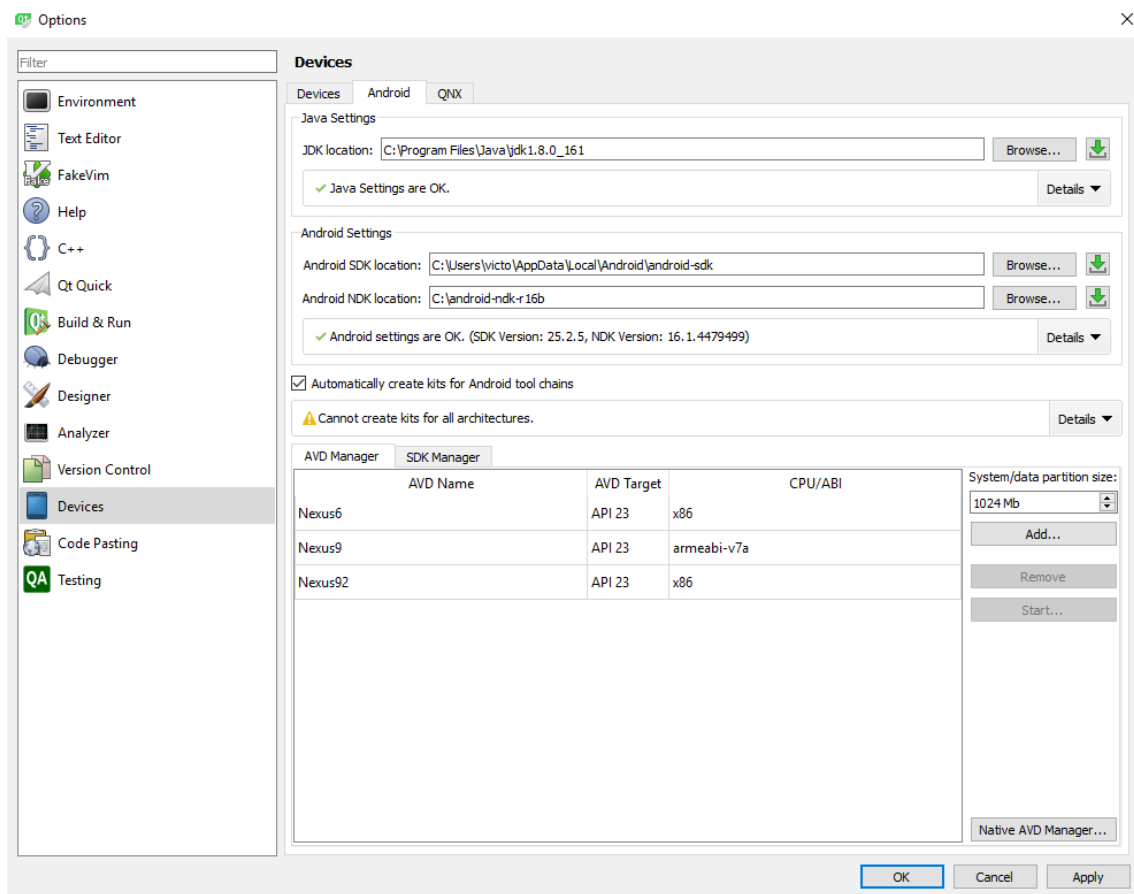 Options
Filter
Environment
Text Editor
FakeVim
Help
C++
Qt Quick
Build & Run
Debugger
Designer
Analyzer
Version Control
Devices
Code Pasting
QA Testing
Devices
Devices Android QNX
Java Settings
JDK location: C:\Program Files\Java\jdk1.8.0_161 Browse...
Java Settings are OK. Details
Android Settings
Android SDK location: C:\Users\victo\AppData\Local\Android\android-sdk Browse...
Android NDK location: C:\android-ndk-r16b Browse...
Android settings are OK. (SDK Version: 25.2.5, NDK Version: 16.1.4479499) Details
Automatically create kits for Android tool chains
Cannot create kits for all architectures. Details
AVD Manager SDK Manager
AVD Name AVD Target CPU/ABI
Nexus6 API 23 x86
Nexus9 API 23 armeabi-v7a
Nexus92 API 23 x86
System/data partition size:
1024 Mb
Add...
Remove
Start...
Native AVD Manager...
OK Cancel Apply